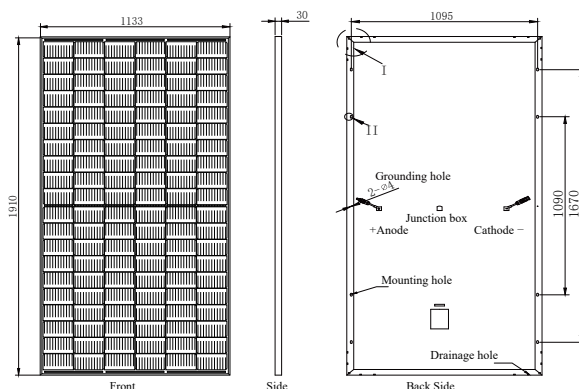 1133
30
1095
1910
I
II
Grounding hole
2-ø4
Junction box
+Anode
Cathode −
1090
1670
Mounting hole
Drainage hole
Front
Side
Back Side